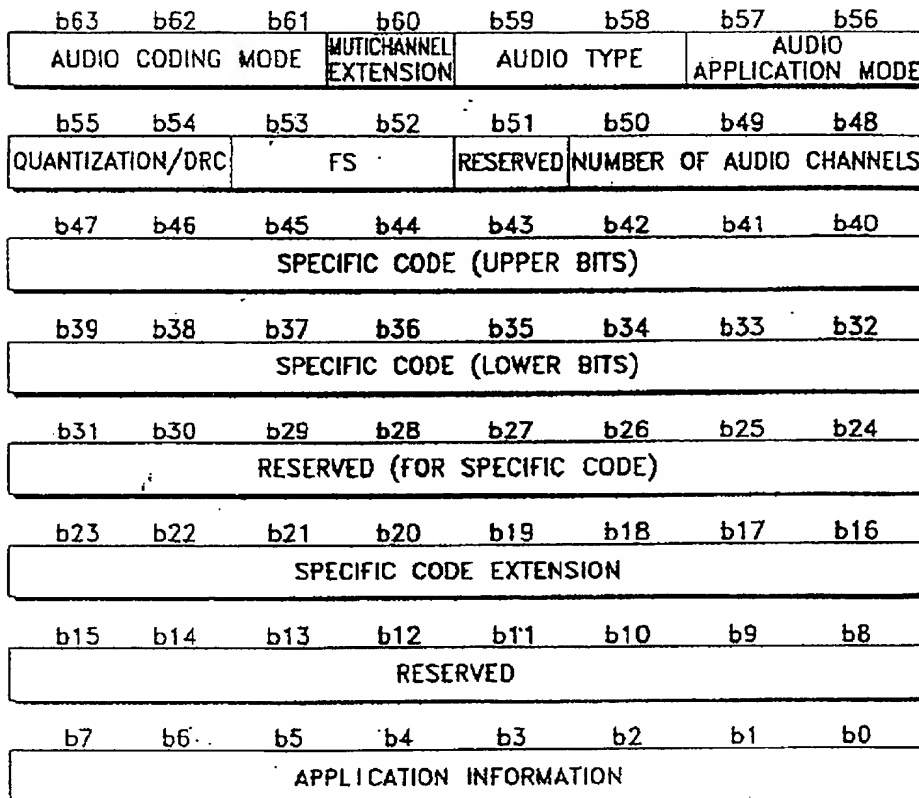 b63 b62 b61 b60 b59 b58 b57 b56
AUDIO CODING MODE
MUTICHANNEL
EXTENSION
AUDIO TYPE
AUDIO
APPLICATION MODE
b55 b54 b53 b52 b51 b50 b49 b48
QUANTIZATION/DRC FS RESERVED NUMBER OF AUDIO CHANNELS
b47 b46 b45 b44 b43 b42 b41 b40
SPECIFIC CODE (UPPER BITS)
b39 b38 b37 b36 b35 b34 b33 b32
SPECIFIC CODE (LOWER BITS)
b31 b30 b29 b28 b27 b26 b25 b24
RESERVED (FOR SPECIFIC CODE)
b23 b22 b21 b20 b19 b18 b17 b16
SPECIFIC CODE EXTENSION
b15 b14 b13 b12 b11 b10 b9 b8
RESERVED
b7 b6 b5 b4 b3 b2 b1 b0
APPLICATION INFORMATION